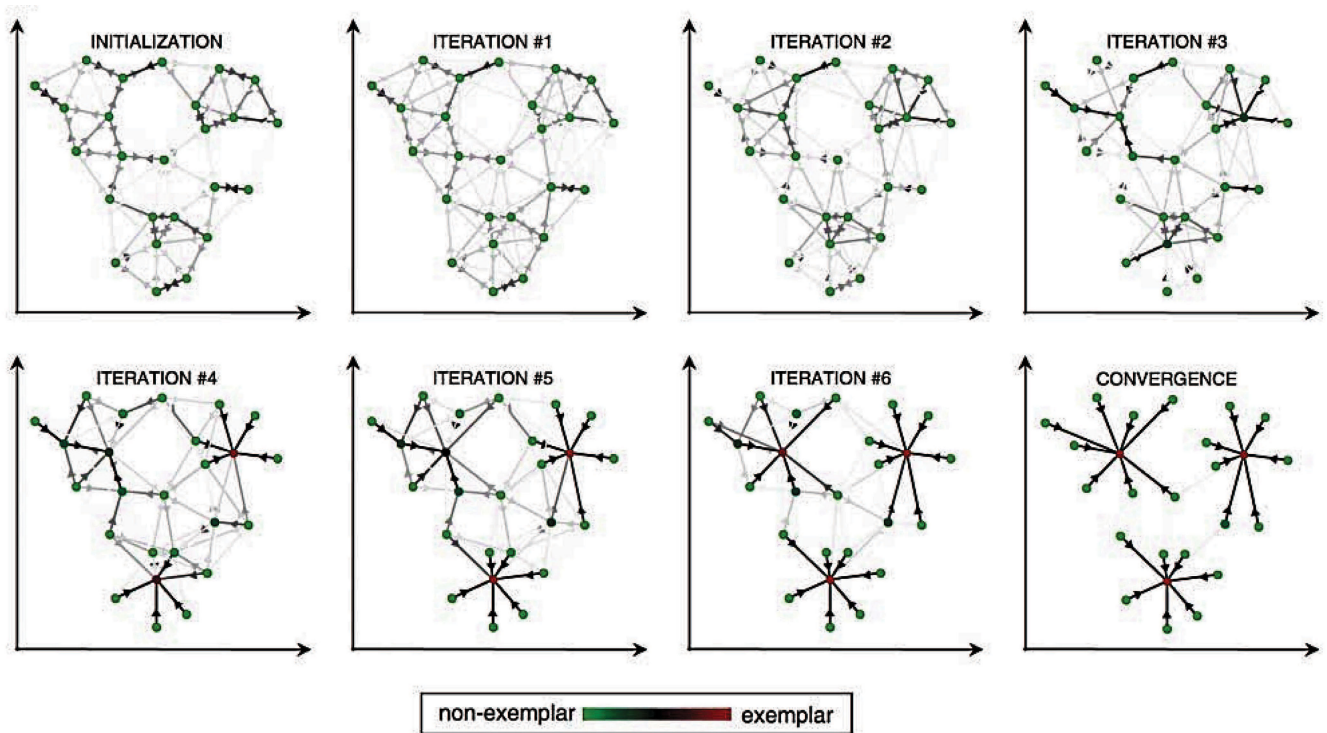 INITIALIZATION
ITERATION #1
ITERATION #2
ITERATION #3
ITERATION #4
ITERATION #5
ITERATION #6
CONVERGENCE
non-exemplar
exemplar